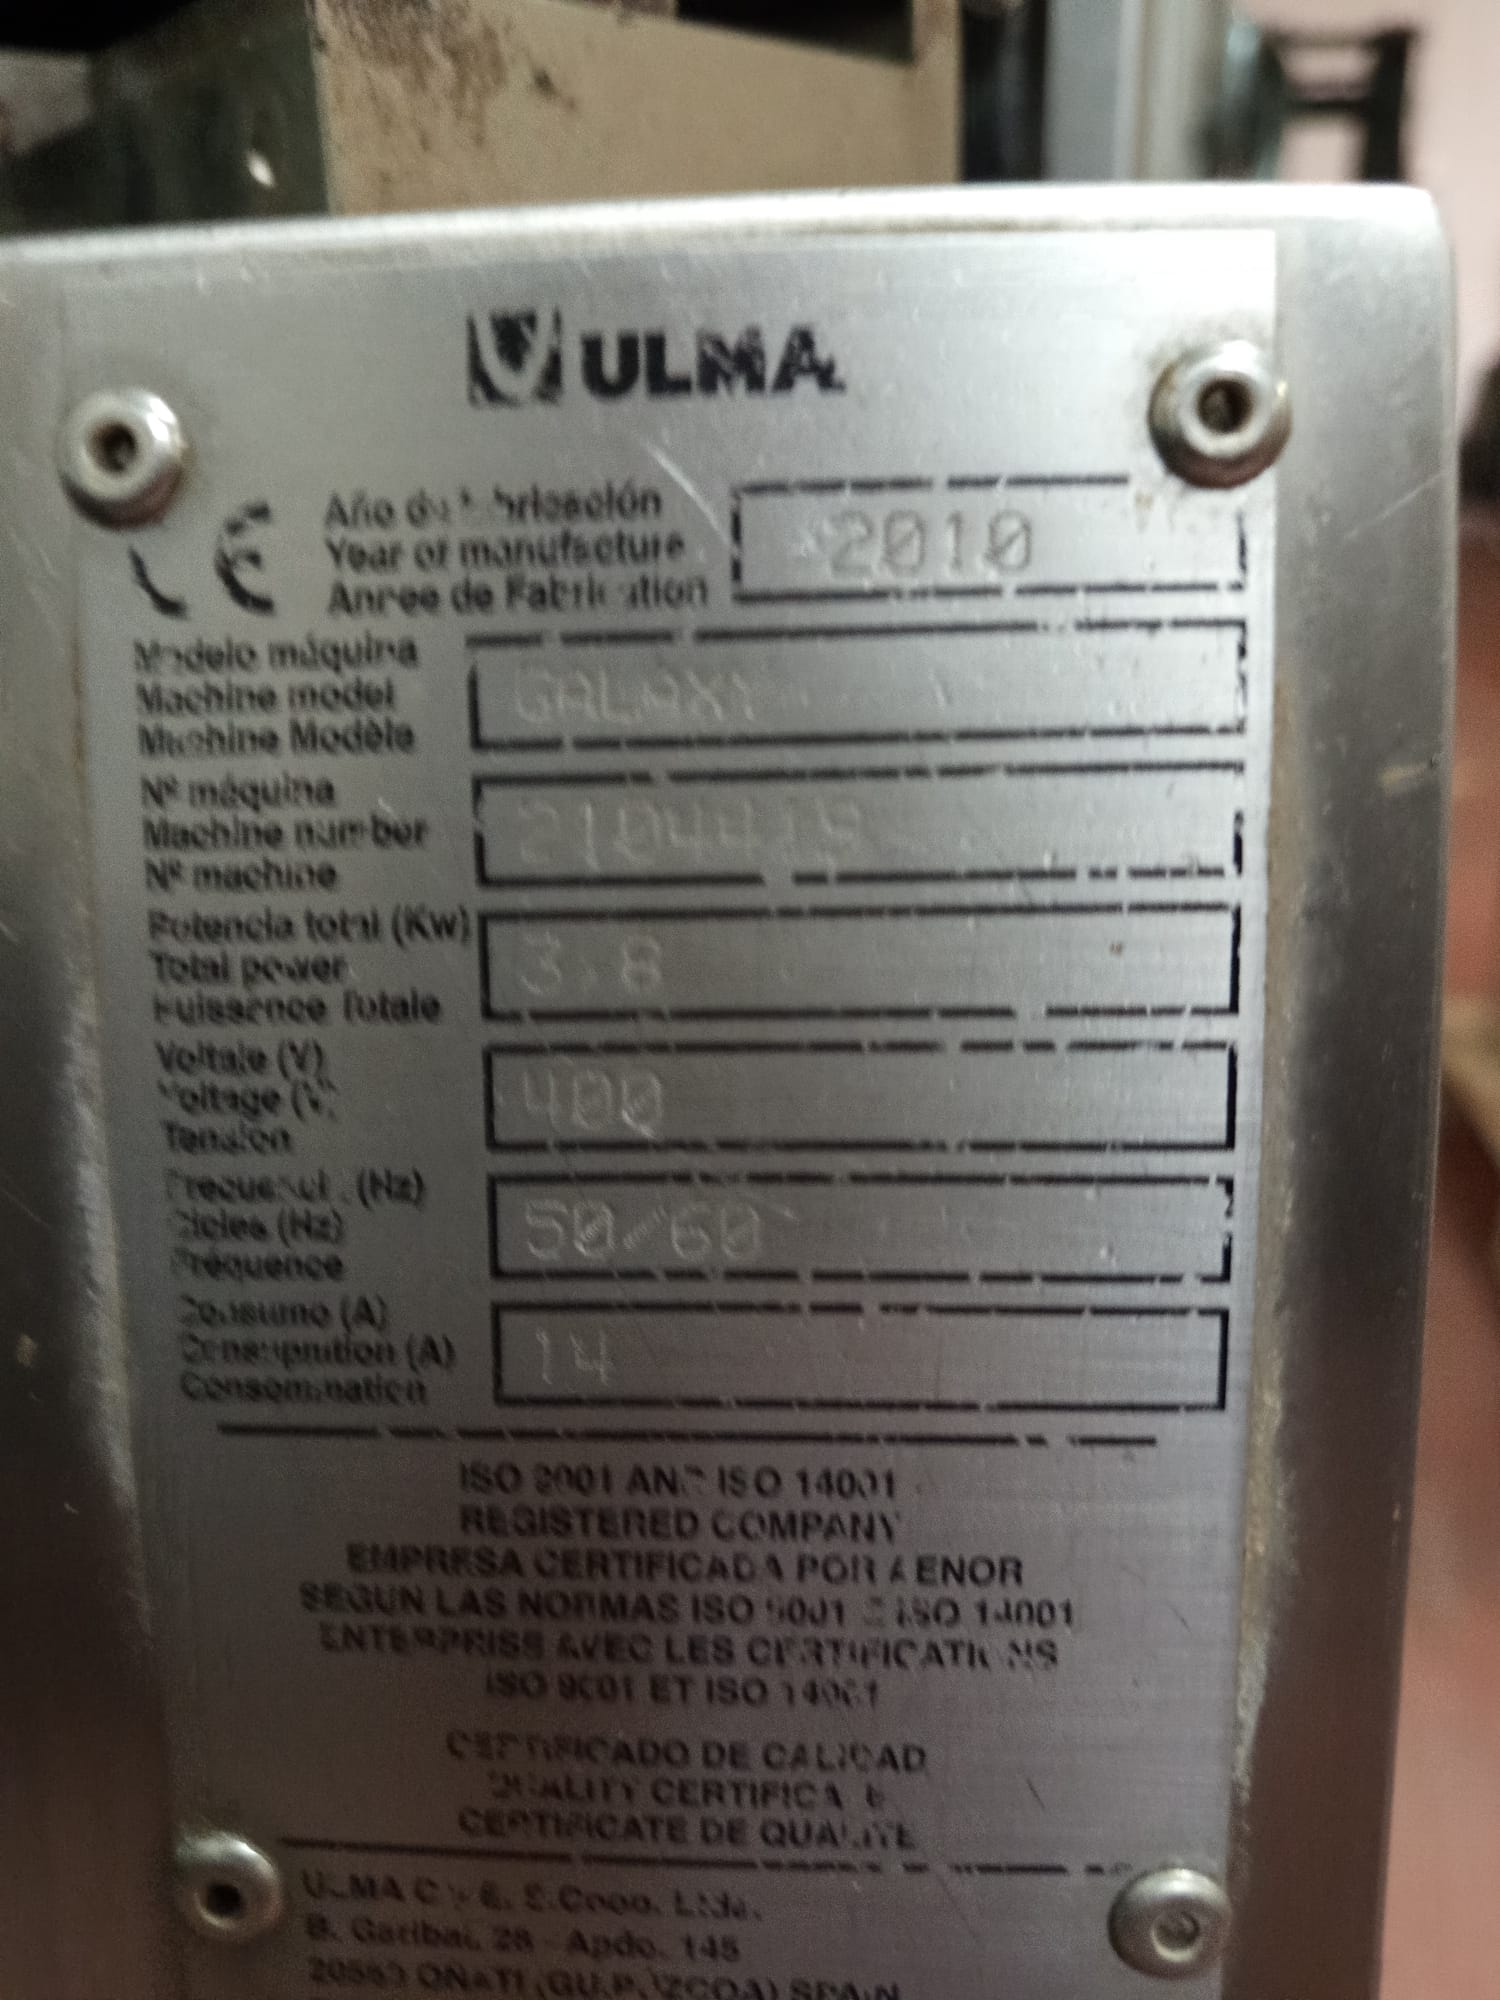 ULMA
CE Año de fabricación
Year of manufacture 2010
Année de Fabrication
Modelo máquina
Machine model GALAXY
Machine Modèle
Nº máquina
Machine number
Nº machine
Potencia total (Kw)
Total power 3.8
Puissance Totale
Voltaje (V)
Voltage (V) 400
Tension
Frecuencia (Hz)
Cicles (Hz) 50/60
Fréquence
Consumo (A)
Consumption (A) 14
Consommation
ISO 9001 AND ISO 14001
REGISTERED COMPANY
EMPRESA CERTIFICADA POR AENOR
SEGUN LAS NORMAS ISO 9001 E ISO 14001
ENTERPRISE AVEC LES CERTIFICATIONS
ISO 9001 ET ISO 14001
CERTIFICADO DE CALIDAD
QUALITY CERTIFICATE
CERTIFICATE DE QUALITE
ULMA C y E, S.Coop. Ltda.
B. Garibai, 28 - Apdo. 145
OÑATI (GUIPUZCOA) SPAIN